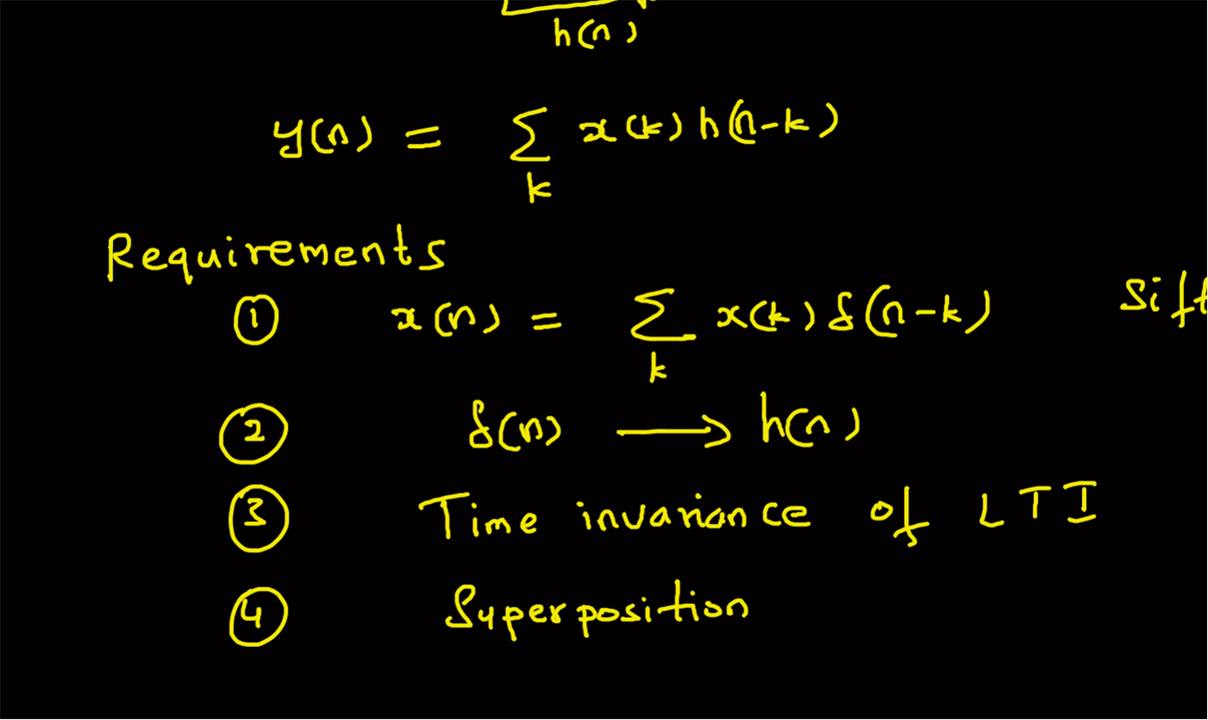 h(n)
y(n) = ∑ x(k) h(n-k)
k
Requirements
① x(n) = ∑ x(k) δ(n-k)
k
② δ(n) ⟶ h(n)
③ Time invariance of LTI
④ Superposition